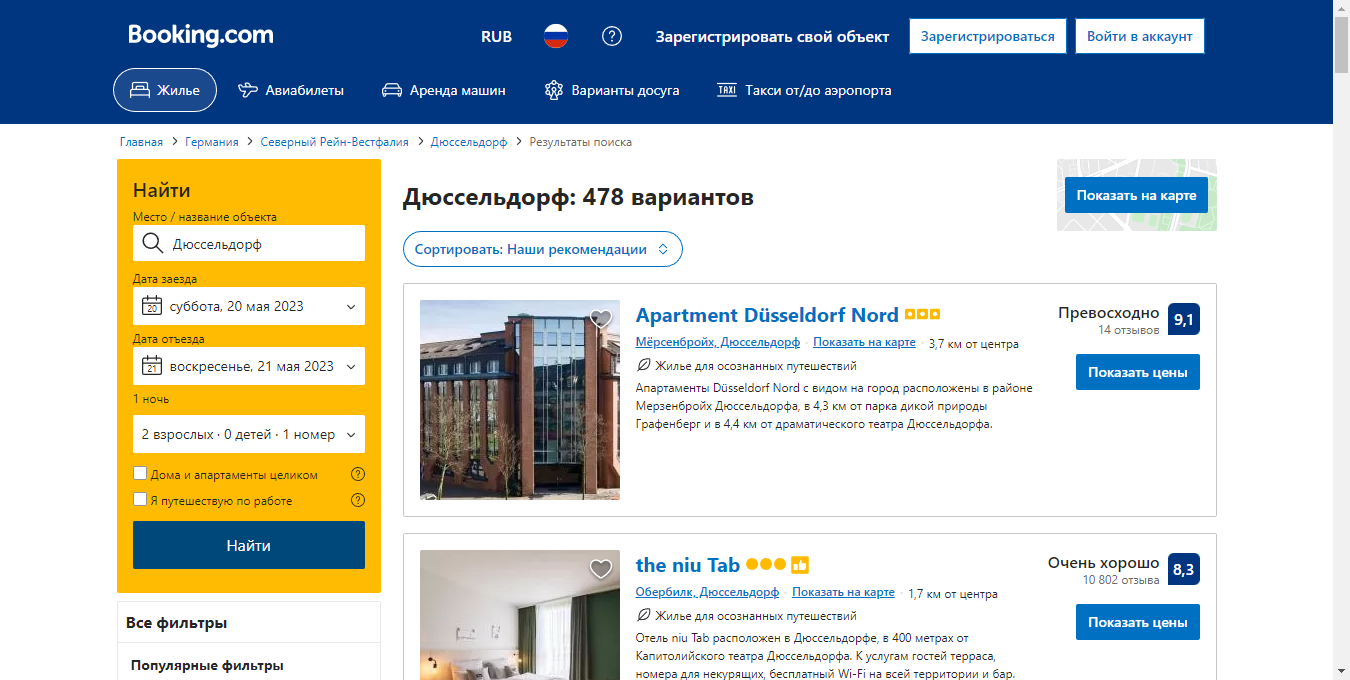 Booking.com
RUB
Зарегистрировать свой объект
Зарегистрироваться
Войти в аккаунт
Жилье
Авиабилеты
Аренда машин
Варианты досуга
TAXI
Такси от/до аэропорта
Главная > Германия > Северный Рейн-Вестфалия > Дюссельдорф > Результаты поиска
Найти
Место / название объекта
Дюссельдорф
Дата заезда
20
суббота, 20 мая 2023
Дата отъезда
21
воскресенье, 21 мая 2023
1 ночь
2 взрослых · 0 детей · 1 номер
Дома и апартаменты целиком
Я путешествую по работе
Найти
Все фильтры
Популярные фильтры
Дюссельдорф: 478 вариантов
Показать на карте
Сортировать: Наши рекомендации
Apartment Düsseldorf Nord
Мёрсенбройх, Дюссельдорф · Показать на карте · 3,7 км от центра
Жилье для осознанных путешествий
Апартаменты Düsseldorf Nord с видом на город расположены в районе
Мерзенбройх Дюссельдорфа, в 4,3 км от парка дикой природы
Графенберг и в 4,4 км от драматического театра Дюссельдорфа.
Превосходно
14 отзывов
9,1
Показать цены
the niu Tab
Обербилк, Дюссельдорф · Показать на карте · 1,7 км от центра
Жилье для осознанных путешествий
Отель niu Tab расположен в Дюссельдорфе, в 400 метрах от
Капитолийского театра Дюссельдорфа. К услугам гостей терраса,
номера для некурящих, бесплатный Wi-Fi на всей территории и бар.
Очень хорошо
10 802 отзыва
8,3
Показать цены